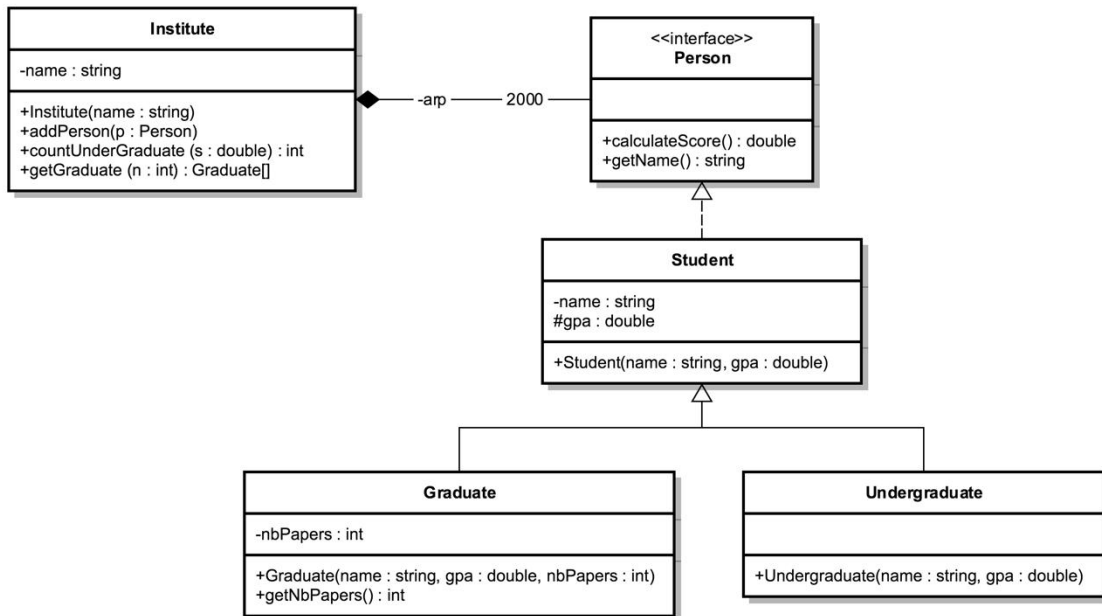 Institute
-name : string
+Institute(name : string)
+addPerson(p : Person)
+countUnderGraduate (s : double) : int
+getGraduate (n : int) : Graduate[]
-arp
2000
<<interface>>
Person
+calculateScore() : double
+getName() : string
Student
-name : string
#gpa : double
+Student(name : string, gpa : double)
Graduate
-nbPapers : int
+Graduate(name : string, gpa : double, nbPapers : int)
+getNbPapers() : int
Undergraduate
+Undergraduate(name : string, gpa : double)